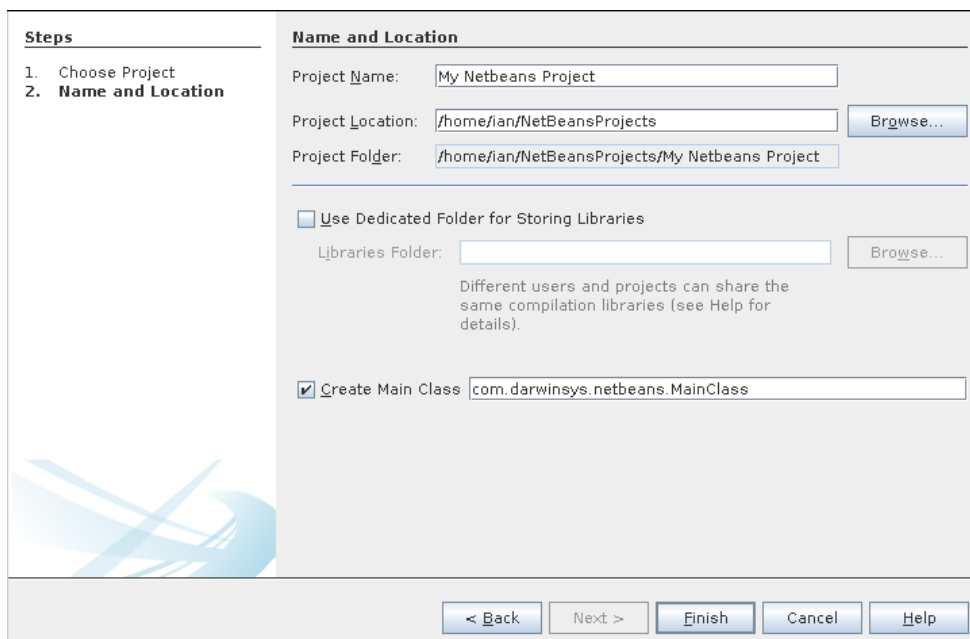 Steps
1. Choose Project
2. Name and Location
Name and Location
Project Name: My Netbeans Project
Project Location: /home/ian/NetBeansProjects Browse...
Project Folder: /home/ian/NetBeansProjects/My Netbeans Project
Use Dedicated Folder for Storing Libraries
Libraries Folder: Browse...
Different users and projects can share the
same compilation libraries (see Help for
details).
Create Main Class com.darwinsys.netbeans.MainClass
< Back Next > Finish Cancel Help